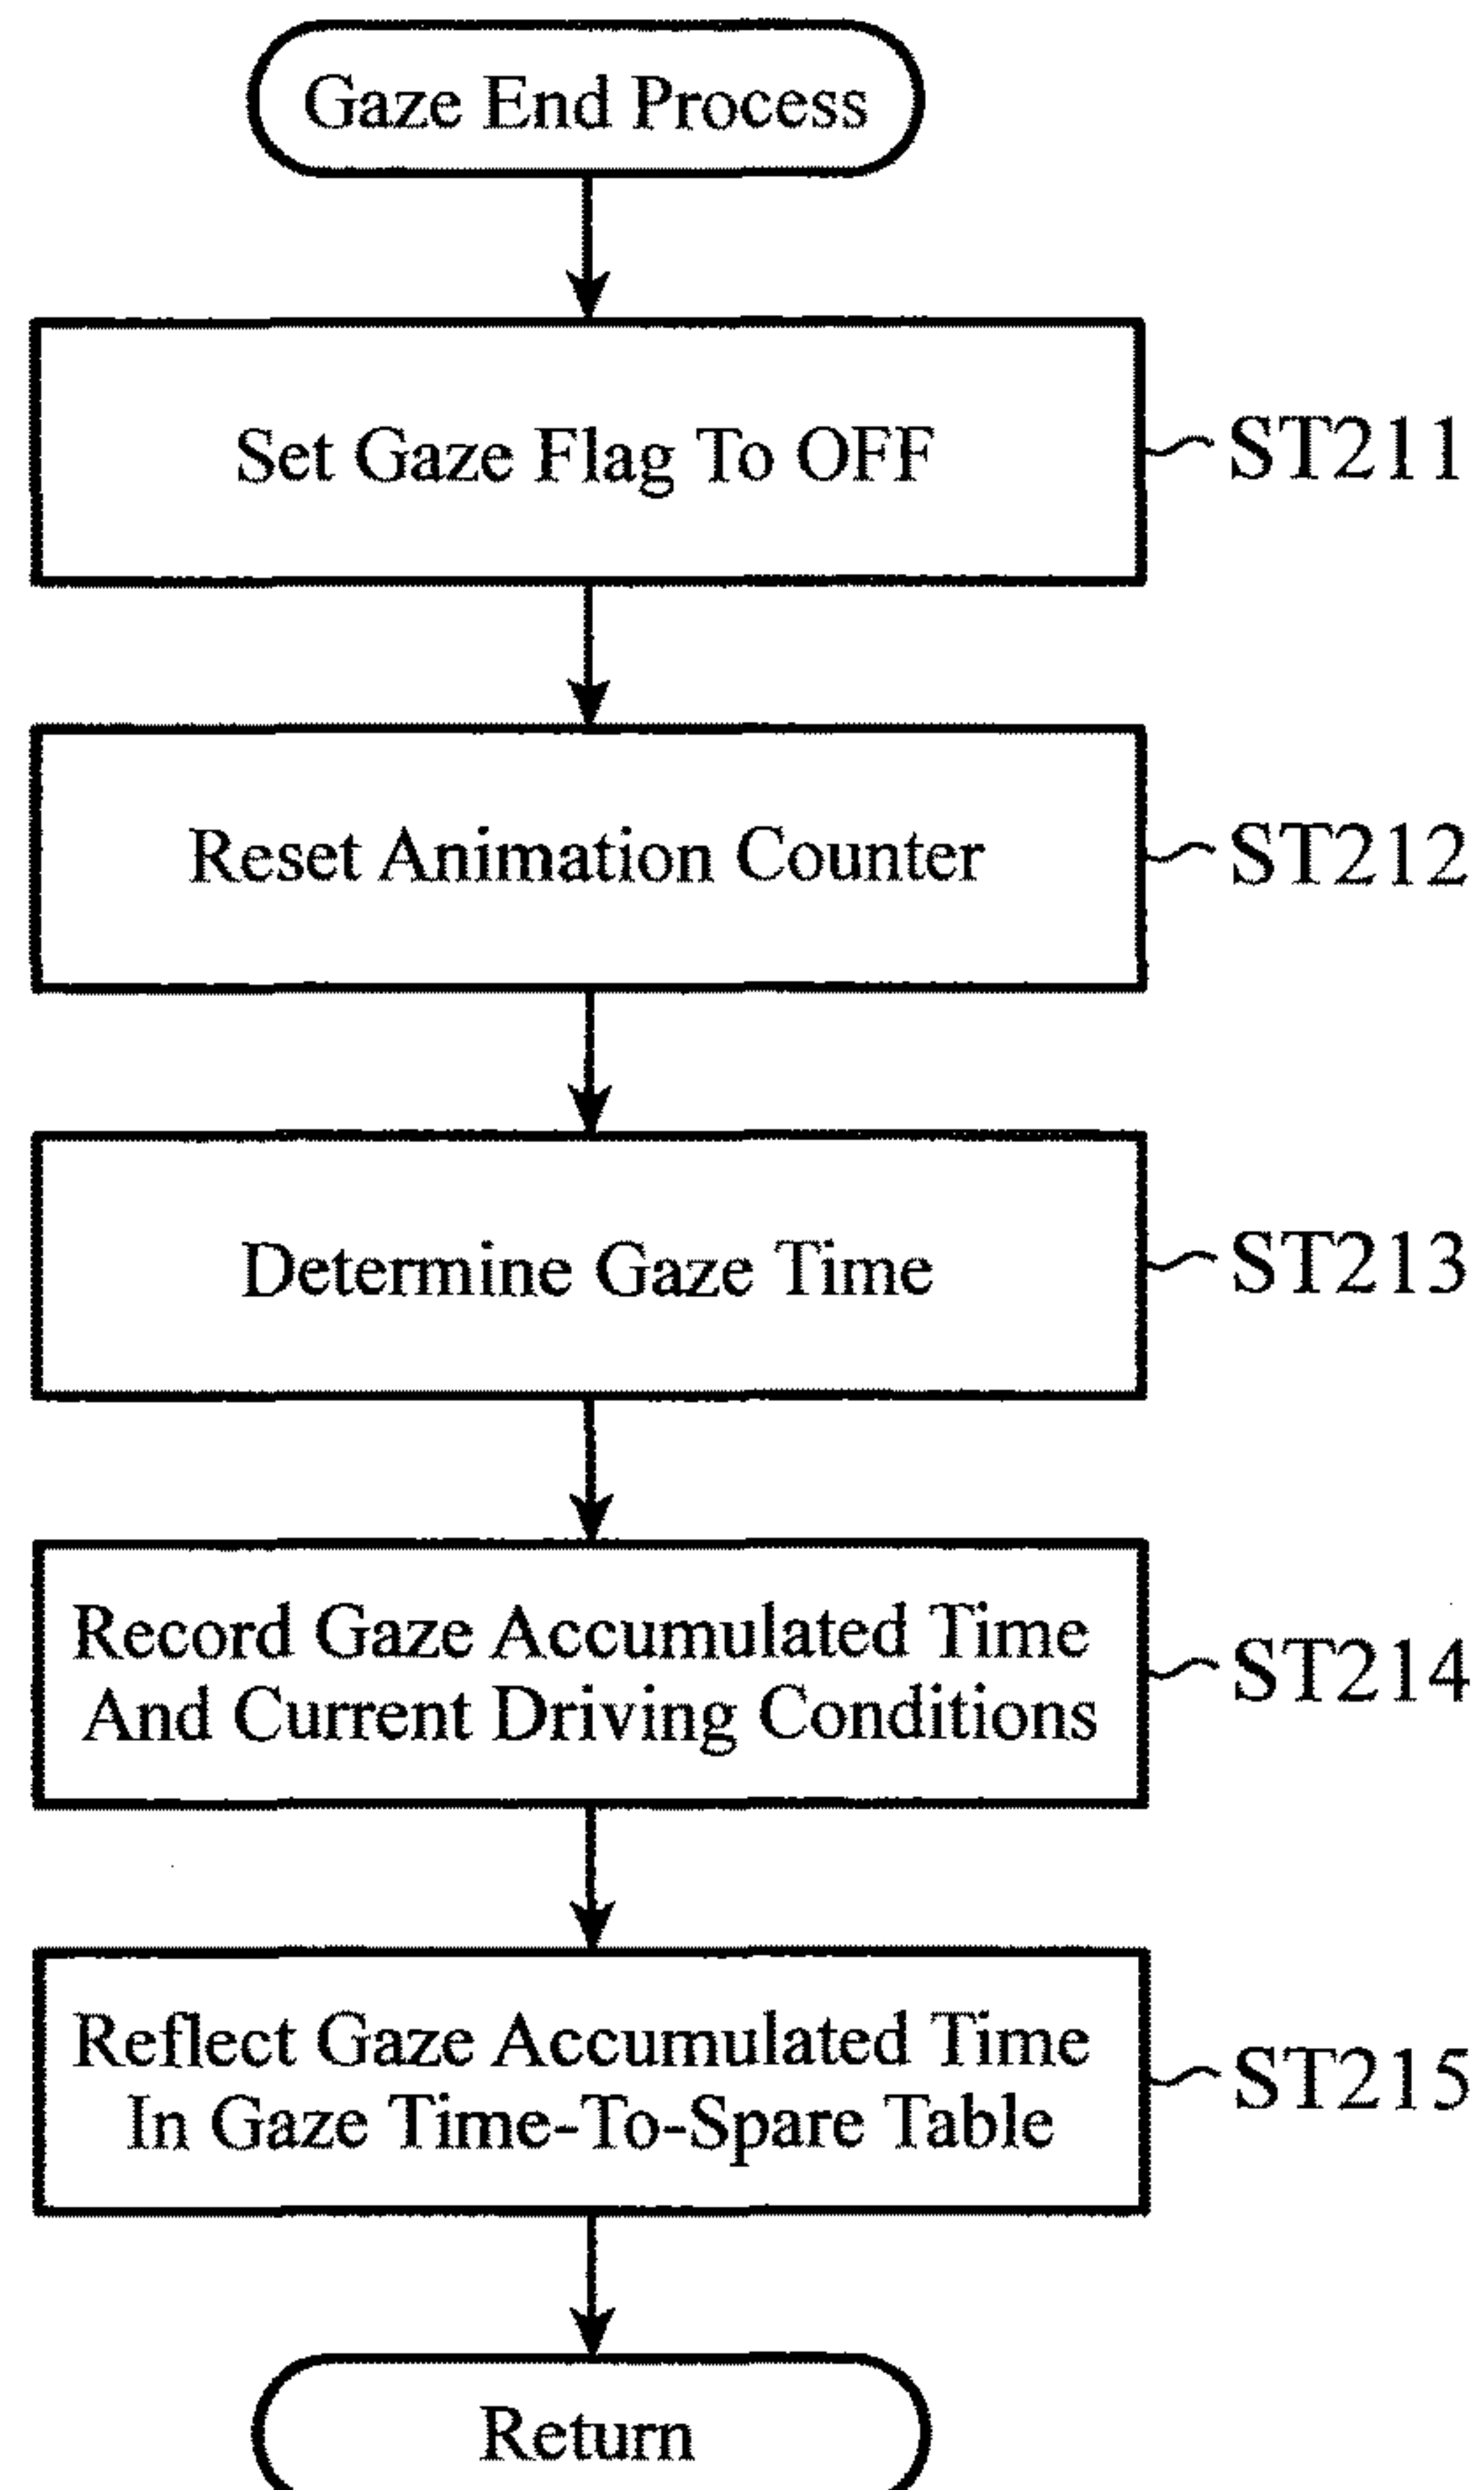 Gaze End Process
Set Gaze Flag To OFF
ST211
Reset Animation Counter
ST212
Determine Gaze Time
ST213
Record Gaze Accumulated Time
And Current Driving Conditions
ST214
Reflect Gaze Accumulated Time
In Gaze Time-To-Spare Table
ST215
Return